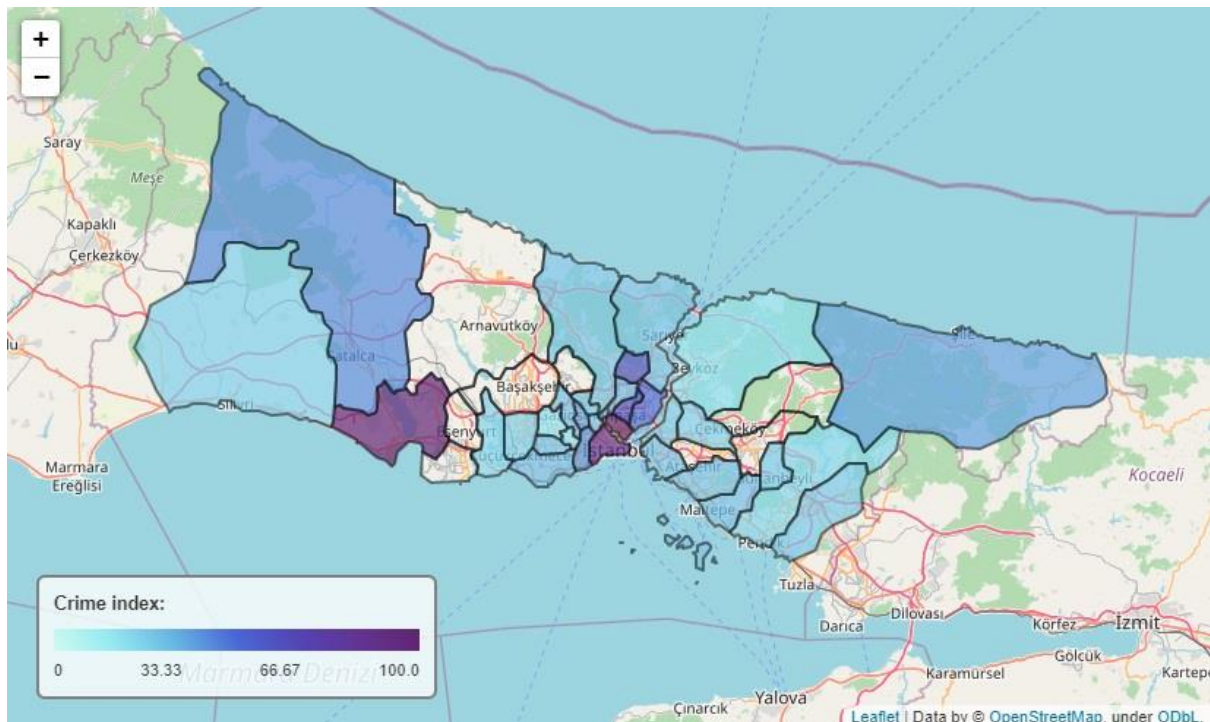 +
−
Saray
Meşe
Kapaklı
Çerkezköy
Arnavutköy
Sarıye
Şile
Beykoz
Çatalca
Başakşehir
Silivri
Esenyurt
Çekmeköy
İstanbul
Ataşehir
Sultanbeyli
Marmara
Ereğlisi
Maltepe
Pendik
Kocaeli
Tuzla
Dilovası
Darıca
Körfez
İzmit
Gölcük
Karamürsel
Kartepe
Yalova
Çınarcık
Crime index:
0 33.33 66.67 100.0
Marmara Denizi
Leaflet | Data by © OpenStreetMap, under ODbL.